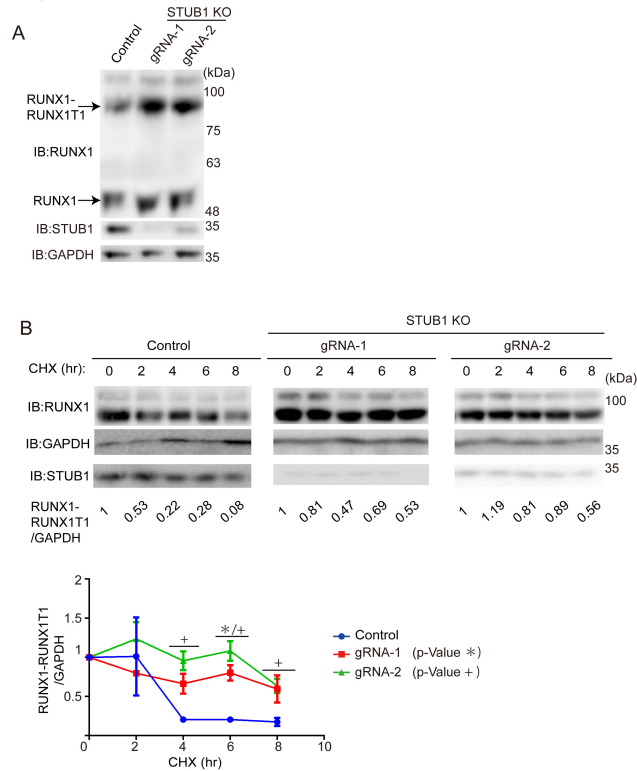 A
STUB1 KO
Control
gRNA-1
gRNA-2
(kDa)
RUNX1-
RUNX1T1
100
75
IB:RUNX1
63
RUNX1
48
IB:STUB1
35
IB:GAPDH
35
B
STUB1 KO
Control
gRNA-1
gRNA-2
CHX (hr):
0 2 4 6 8
0 2 4 6 8
0 2 4 6 8
(kDa)
IB:RUNX1
100
IB:GAPDH
35
IB:STUB1
35
RUNX1-
RUNX1T1
/GAPDH
1 0.53 0.22 0.28 0.08
1 0.81 0.47 0.69 0.53
1 1.19 0.81 0.89 0.56
RUNX1-RUNX1T1
/GAPDH
2
1.5
1
0.5
0 2 4 6 8 10
CHX (hr)
+
*/+
+
Control
gRNA-1 (p-Value *)
gRNA-2 (p-Value +)